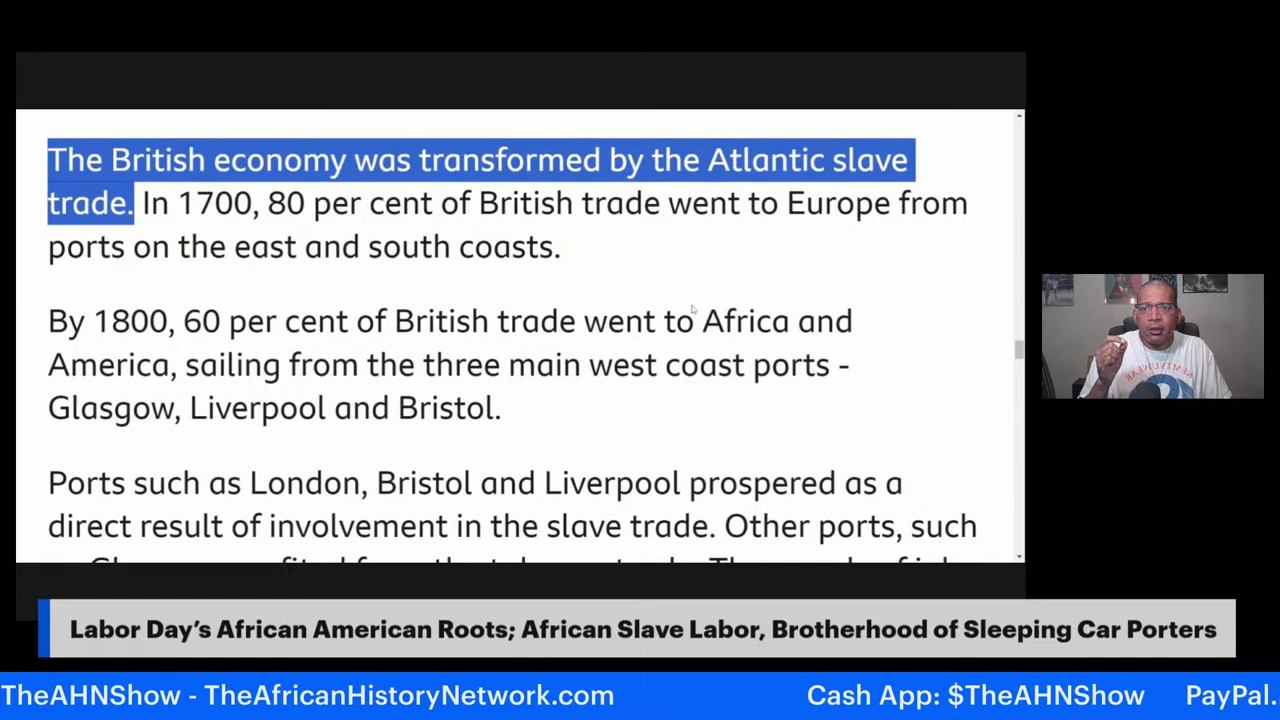 The British economy was transformed by the Atlantic slave
trade. In 1700, 80 per cent of British trade went to Europe from
ports on the east and south coasts.
By 1800, 60 per cent of British trade went to Africa and
America, sailing from the three main west coast ports -
Glasgow, Liverpool and Bristol.
Ports such as London, Bristol and Liverpool prospered as a
direct result of involvement in the slave trade. Other ports, such
Labor Day’s African American Roots; African Slave Labor, Brotherhood of Sleeping Car Porters
TheAHNShow - TheAfricanHistoryNetwork.com
Cash App: $TheAHNShow
PayPal.